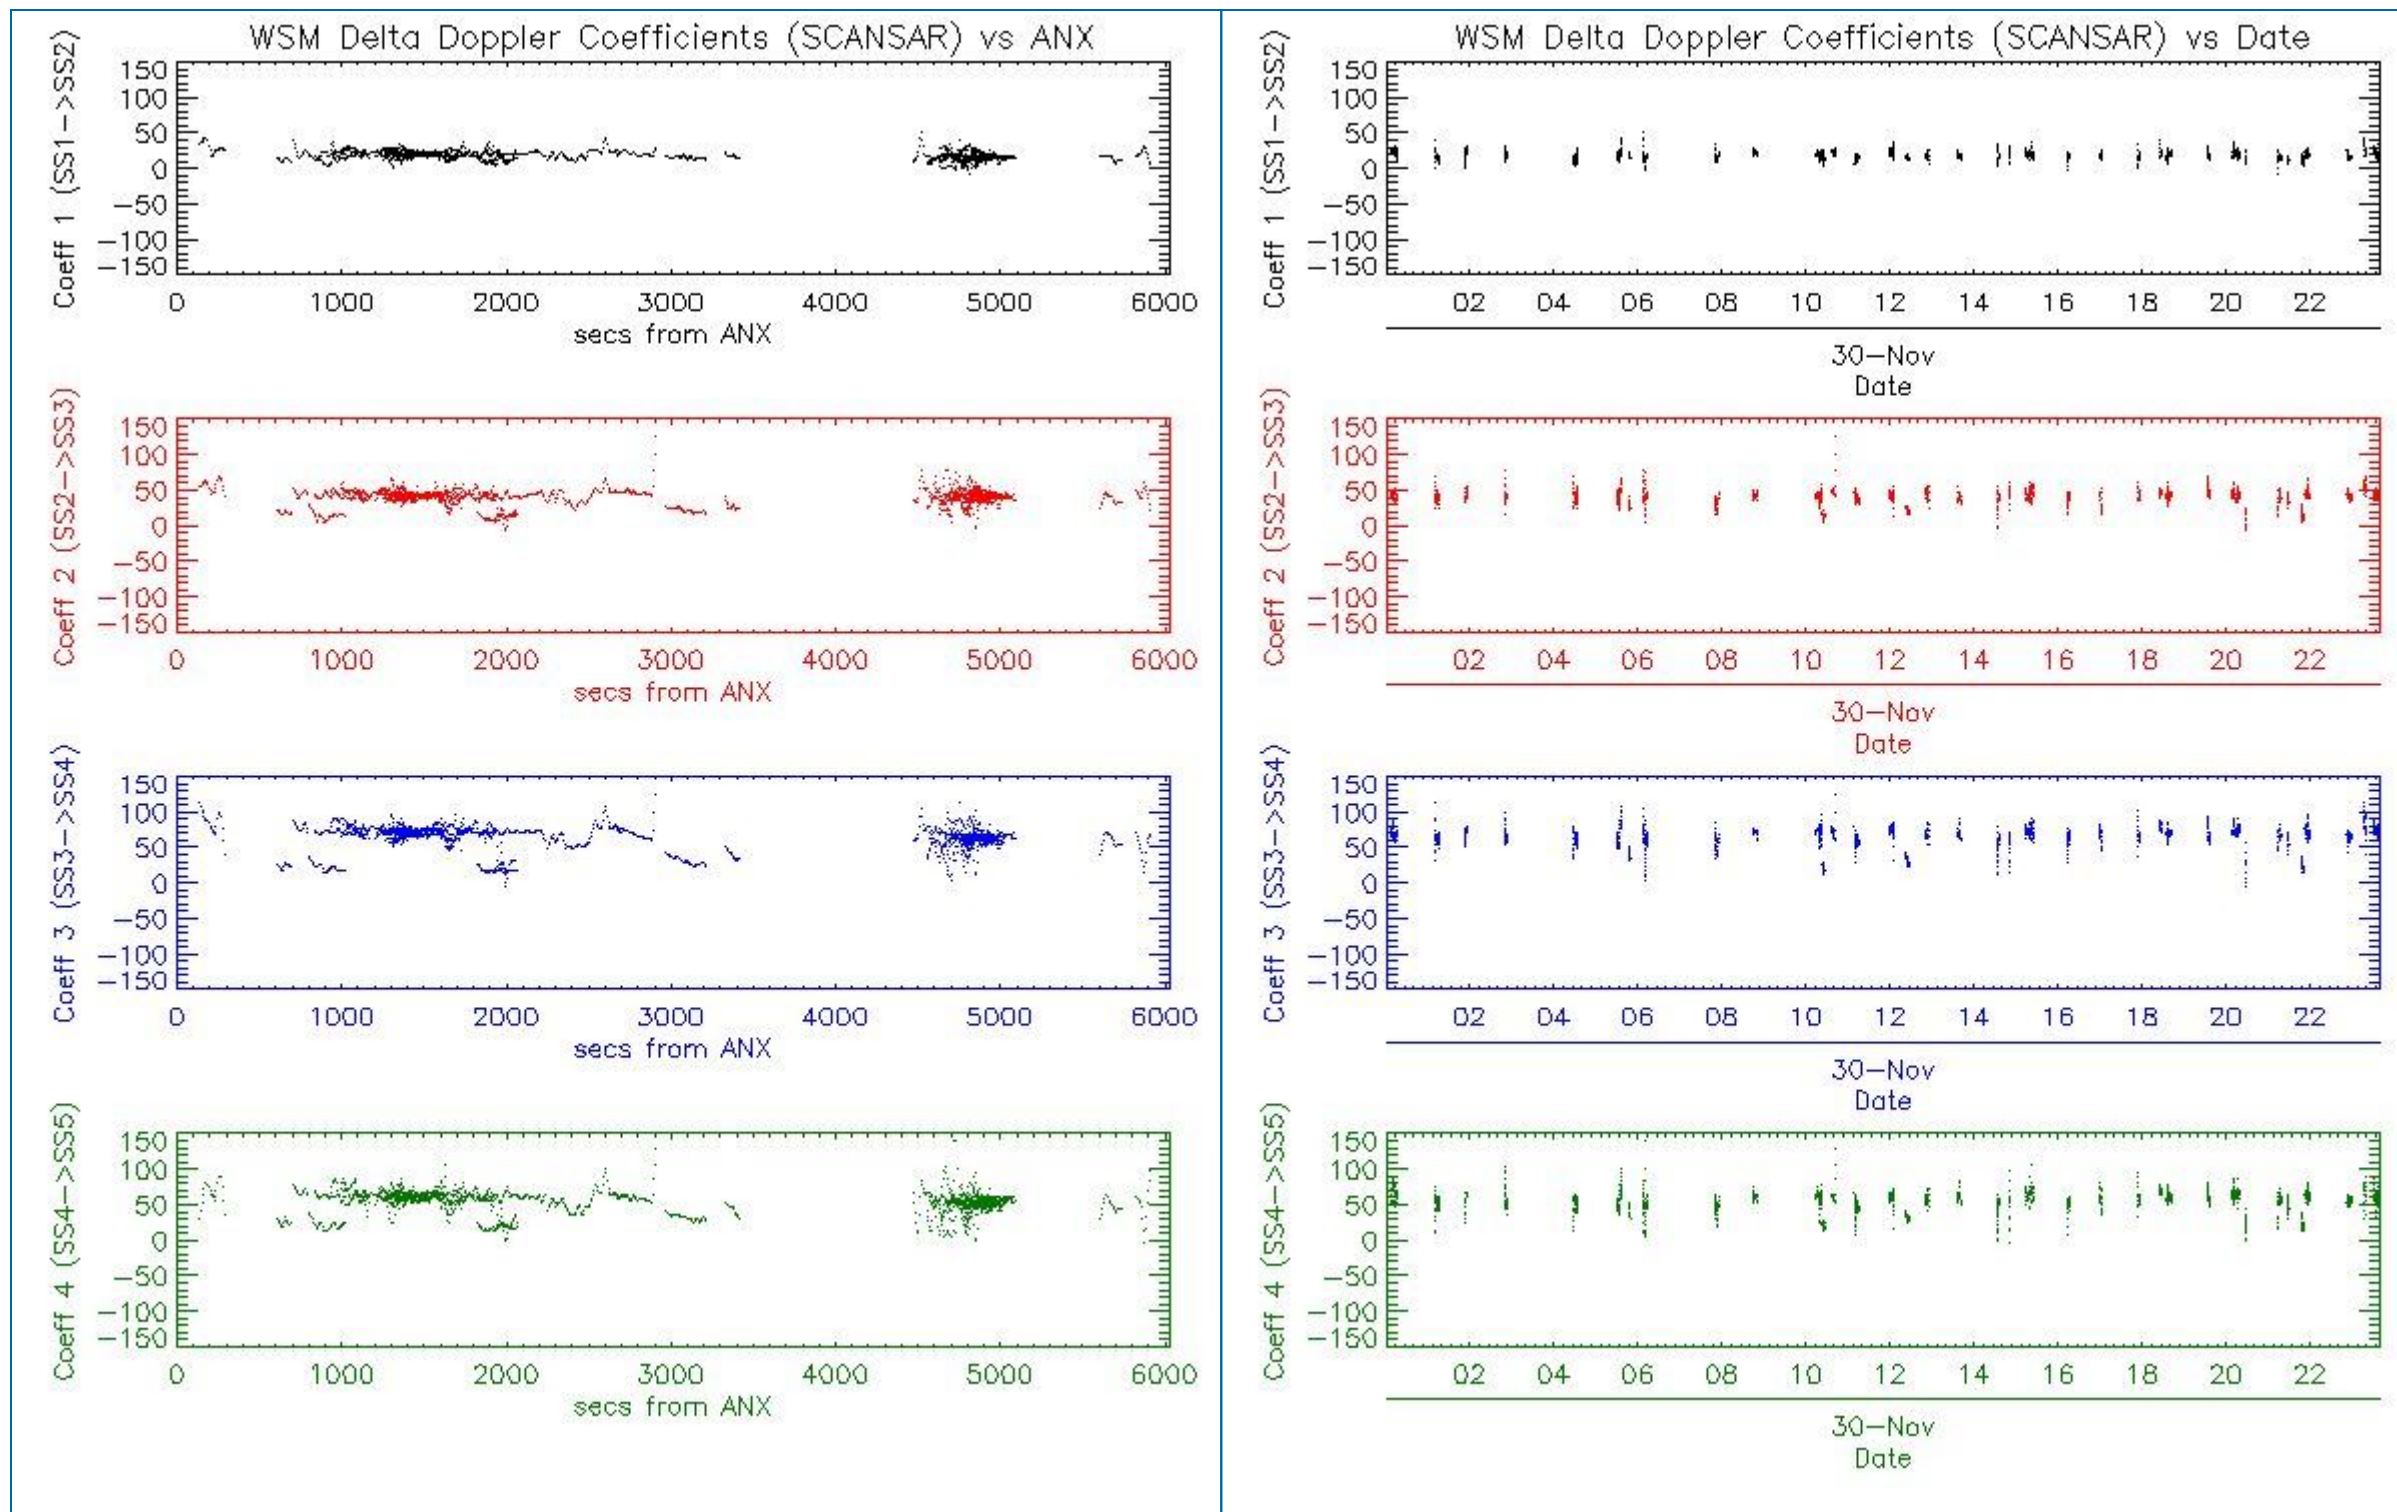 WSM Delta Doppler Coefficients (SCANSAR) vs ANX
Coeff 1 (SS1->SS2)
150
100
50
0
-50
-100
-150
0 1000 2000 3000 4000 5000 6000
secs from ANX
Coeff 2 (SS2->SS3)
150
100
50
0
-50
-100
-150
0 1000 2000 3000 4000 5000 6000
secs from ANX
Coeff 3 (SS3->SS4)
150
100
50
0
-50
-100
-150
0 1000 2000 3000 4000 5000 6000
secs from ANX
Coeff 4 (SS4->SS5)
150
100
50
0
-50
-100
-150
0 1000 2000 3000 4000 5000 6000
secs from ANX
WSM Delta Doppler Coefficients (SCANSAR) vs Date
Coeff 1 (SS1->SS2)
150
100
50
0
-50
-100
-150
02 04 06 08 10 12 14 16 18 20 22
30-Nov
Date
Coeff 2 (SS2->SS3)
150
100
50
0
-50
-100
-150
02 04 06 08 10 12 14 16 18 20 22
30-Nov
Date
Coeff 3 (SS3->SS4)
150
100
50
0
-50
-100
-150
02 04 06 08 10 12 14 16 18 20 22
30-Nov
Date
Coeff 4 (SS4->SS5)
150
100
50
0
-50
-100
-150
02 04 06 08 10 12 14 16 18 20 22
30-Nov
Date